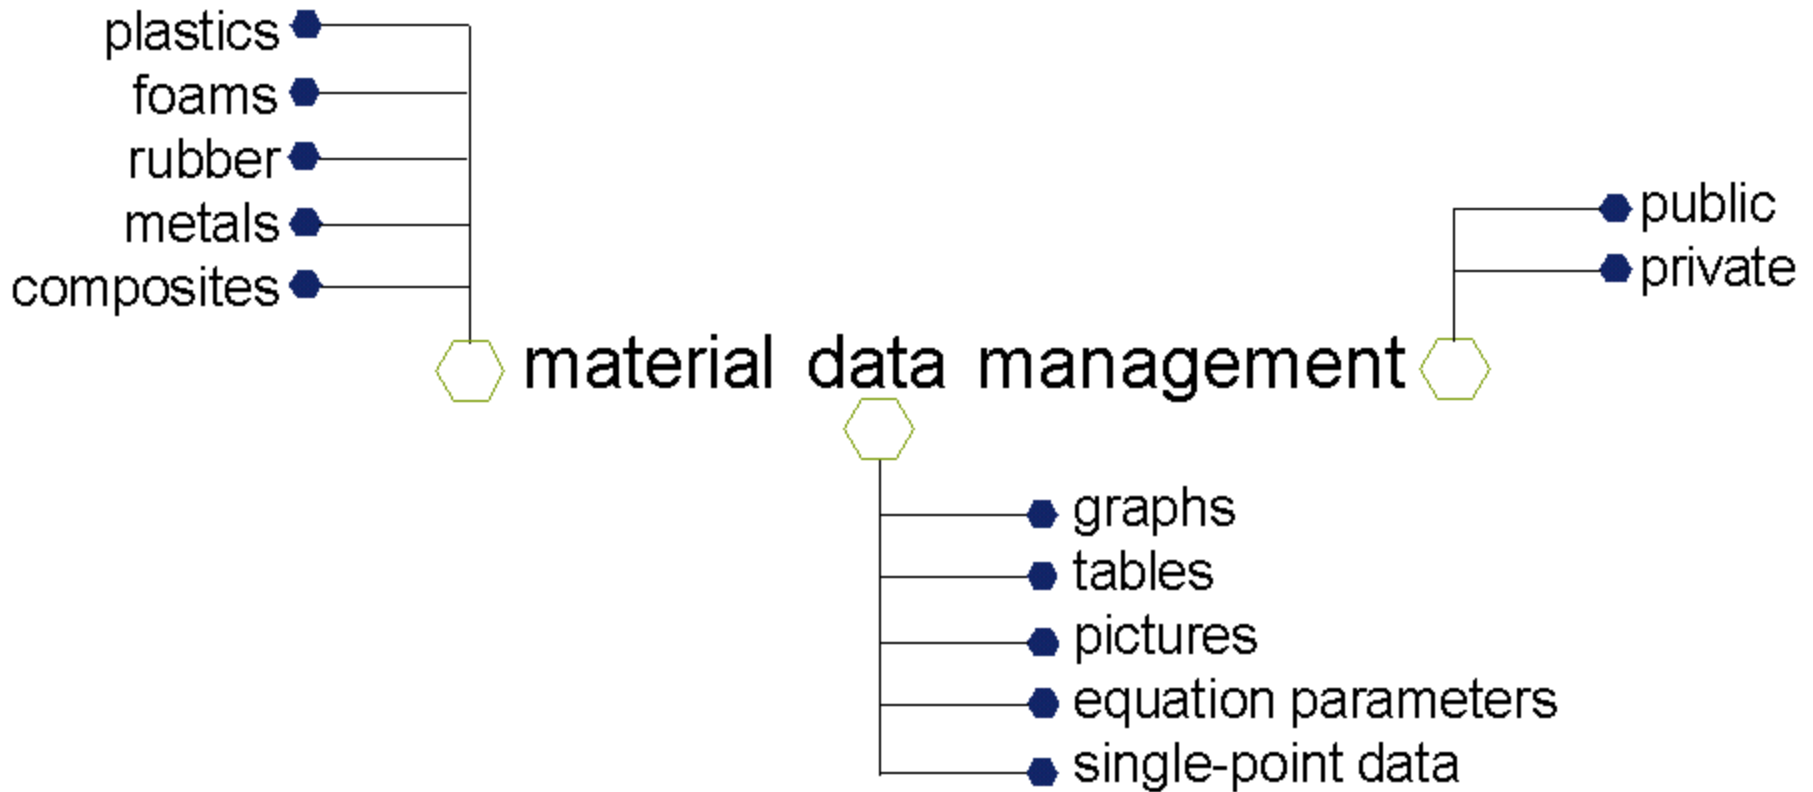 plastics
foams
rubber
metals
composites
public
private
material data management
graphs
tables
pictures
equation parameters
single-point data